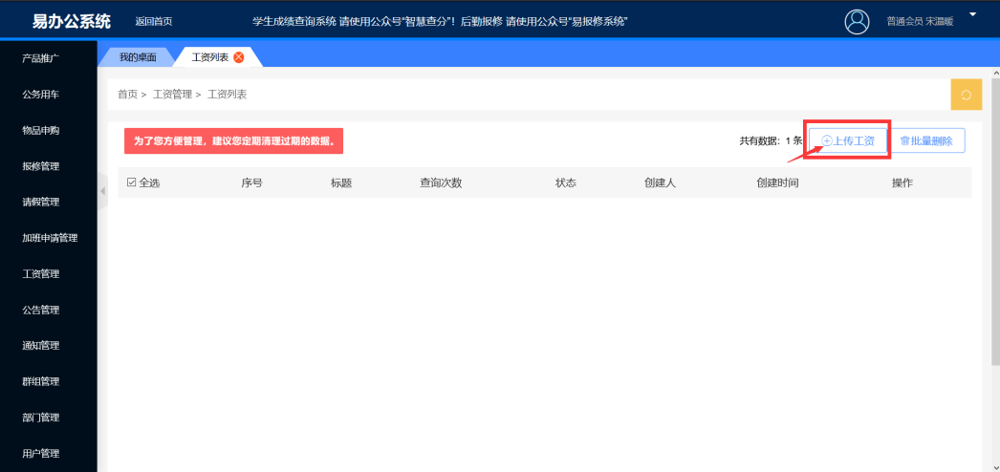 易办公系统
返回首页
学生成绩查询系统 请使用公众号"智慧查分"！后勤报修 请使用公众号"易报修系统"
普通会员 宋温暖
产品推广
公务用车
物品申购
报修管理
请假管理
加班申请管理
工资管理
公告管理
通知管理
群组管理
部门管理
用户管理
我的桌面
工资列表
首页 > 工资管理 > 工资列表
为了您方便管理，建议您定期清理过期的数据。
共有数据：1 条
上传工资
批量删除
全选 序号 标题 查询次数 状态 创建人 创建时间 操作